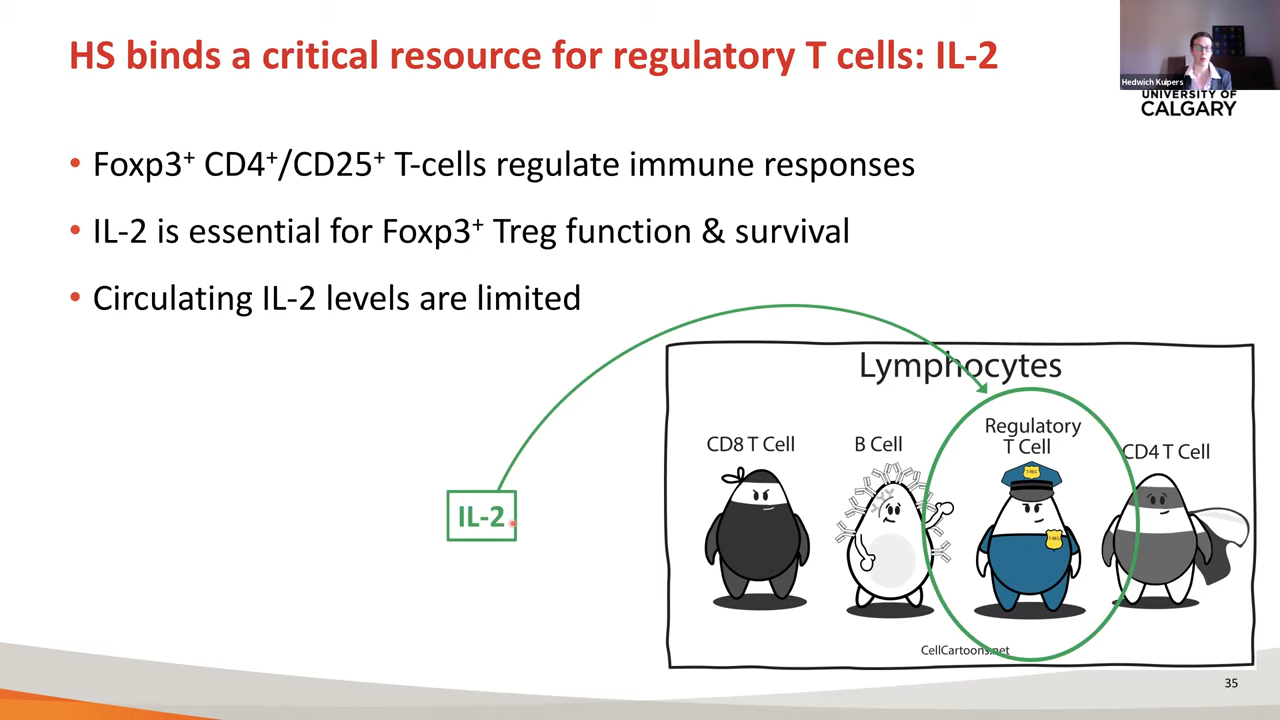 HS binds a critical resource for regulatory T cells: IL-2
Hedwich Kuipers
UNIVERSITY OF
CALGARY
• Foxp3⁺ CD4⁺/CD25⁺ T-cells regulate immune responses
• IL-2 is essential for Foxp3⁺ Treg function & survival
• Circulating IL-2 levels are limited
Lymphocytes
CD8 T Cell
B Cell
Regulatory
T Cell
CD4 T Cell
T REG
T REG
IL-2
CellCartoons.net
35